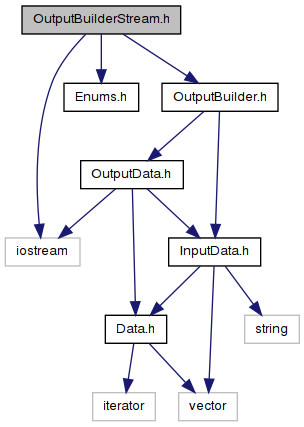 OutputBuilderStream.h
Enums.h
OutputBuilder.h
OutputData.h
iostream
InputData.h
Data.h
string
iterator
vector